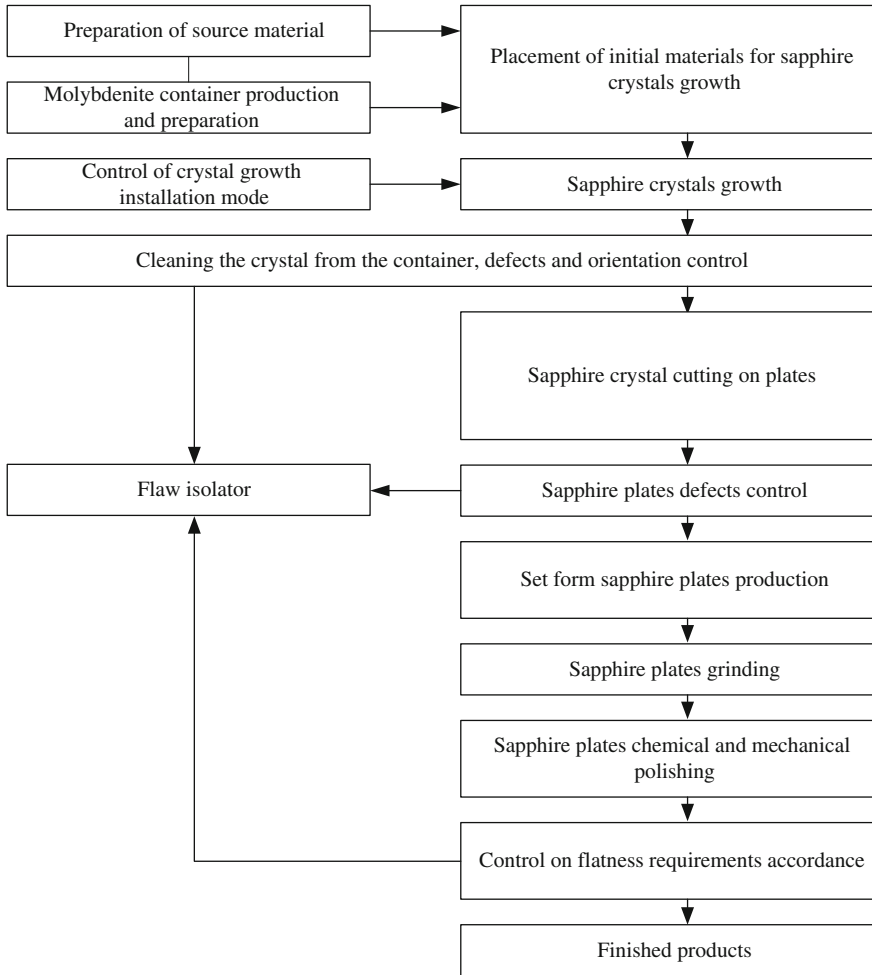 Preparation of source material
Placement of initial materials for sapphire
crystals growth
Molybdenite container production
and preparation
Control of crystal growth
installation mode
Sapphire crystals growth
Cleaning the crystal from the container, defects and orientation control
Sapphire crystal cutting on plates
Flaw isolator
Sapphire plates defects control
Set form sapphire plates production
Sapphire plates grinding
Sapphire plates chemical and mechanical
polishing
Control on flatness requirements accordance
Finished products